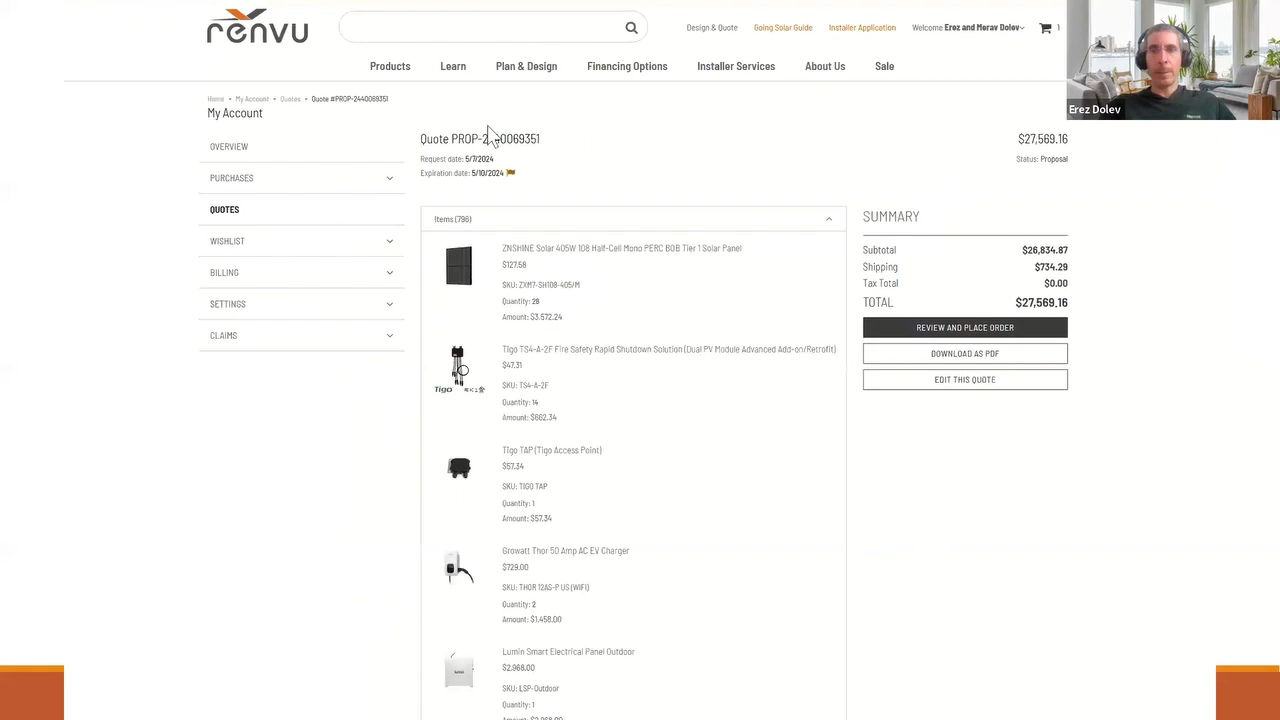 renvu
Design & Quote
Going Solar Guide
Installer Application
Welcome Erez and Merav Dolev
1
Products
Learn
Plan & Design
Financing Options
Installer Services
About Us
Sale
Erez Dolev
Home
My Account
Quotes
Quote #PROP-2440069351
My Account
OVERVIEW
PURCHASES
QUOTES
WISHLIST
BILLING
SETTINGS
CLAIMS
Quote PROP-2440069351
$27,569.16
Request date: 5/7/2024
Status: Proposal
Expiration date: 5/10/2024
Items (796)
ZNSHINE Solar 405W 108 Half-Cell Mono PERC BOB Tier 1 Solar Panel
$127.58
SKU: ZXM7-SH108-405/M
Quantity: 28
Amount: $3,572.24
Tigo TS4-A-2F Fire Safety Rapid Shutdown Solution (Dual PV Module Advanced Add-on/Retrofit)
$47.31
SKU: TS4-A-2F
Quantity: 14
Amount: $662.34
Tigo
Tigo TAP (Tigo Access Point)
$57.34
SKU: TIGO TAP
Quantity: 1
Amount: $57.34
Growatt Thor 50 Amp AC EV Charger
$729.00
SKU: THOR 12AS-P US (WIFI)
Quantity: 2
Amount: $1,458.00
Lumin Smart Electrical Panel Outdoor
$2,968.00
SKU: LSP-Outdoor
Quantity: 1
Amount: $2,968.00
SUMMARY
Subtotal $26,834.87
Shipping $734.29
Tax Total $0.00
TOTAL $27,569.16
REVIEW AND PLACE ORDER
DOWNLOAD AS PDF
EDIT THIS QUOTE